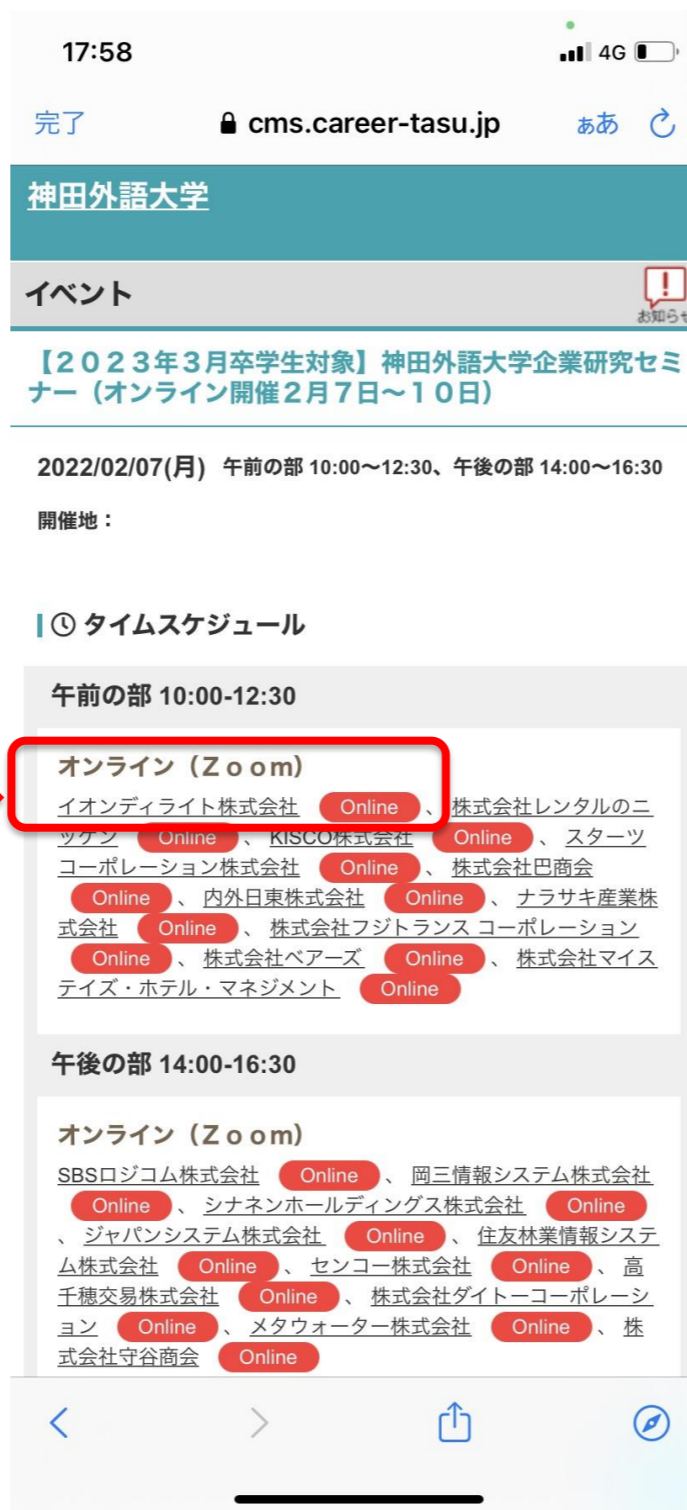 17:58
4G
完了
cms.career-tasu.jp
ああ
神田外語大学
イベント
お知らせ
【２０２３年３月卒学生対象】神田外語大学企業研究セミ
ナー（オンライン開催２月７日～１０日）
2022/02/07(月) 午前の部 10:00～12:30、午後の部 14:00～16:30
開催地：
タイムスケジュール
午前の部 10:00-12:30
オンライン（Ｚｏｏｍ）
イオンディライト株式会社 Online 、 株式会社レンタルのニ
ッケン Online 、 KISCO株式会社 Online 、 スターツ
コーポレーション株式会社 Online 、 株式会社巴商会
Online 、 内外日東株式会社 Online 、 ナラサキ産業株
式会社 Online 、 株式会社フジトランス コーポレーション
Online 、 株式会社ベアーズ Online 、 株式会社マイス
テイズ・ホテル・マネジメント Online
午後の部 14:00-16:30
オンライン（Ｚｏｏｍ）
SBSロジコム株式会社 Online 、 岡三情報システム株式会社
Online 、 シナネンホールディングス株式会社 Online
、 ジャパンシステム株式会社 Online 、 住友林業情報システ
ム株式会社 Online 、 センコー株式会社 Online 、 高
千穂交易株式会社 Online 、 株式会社ダイトーコーポレーシ
ョン Online 、 メタウォーター株式会社 Online 、 株
式会社守谷商会 Online